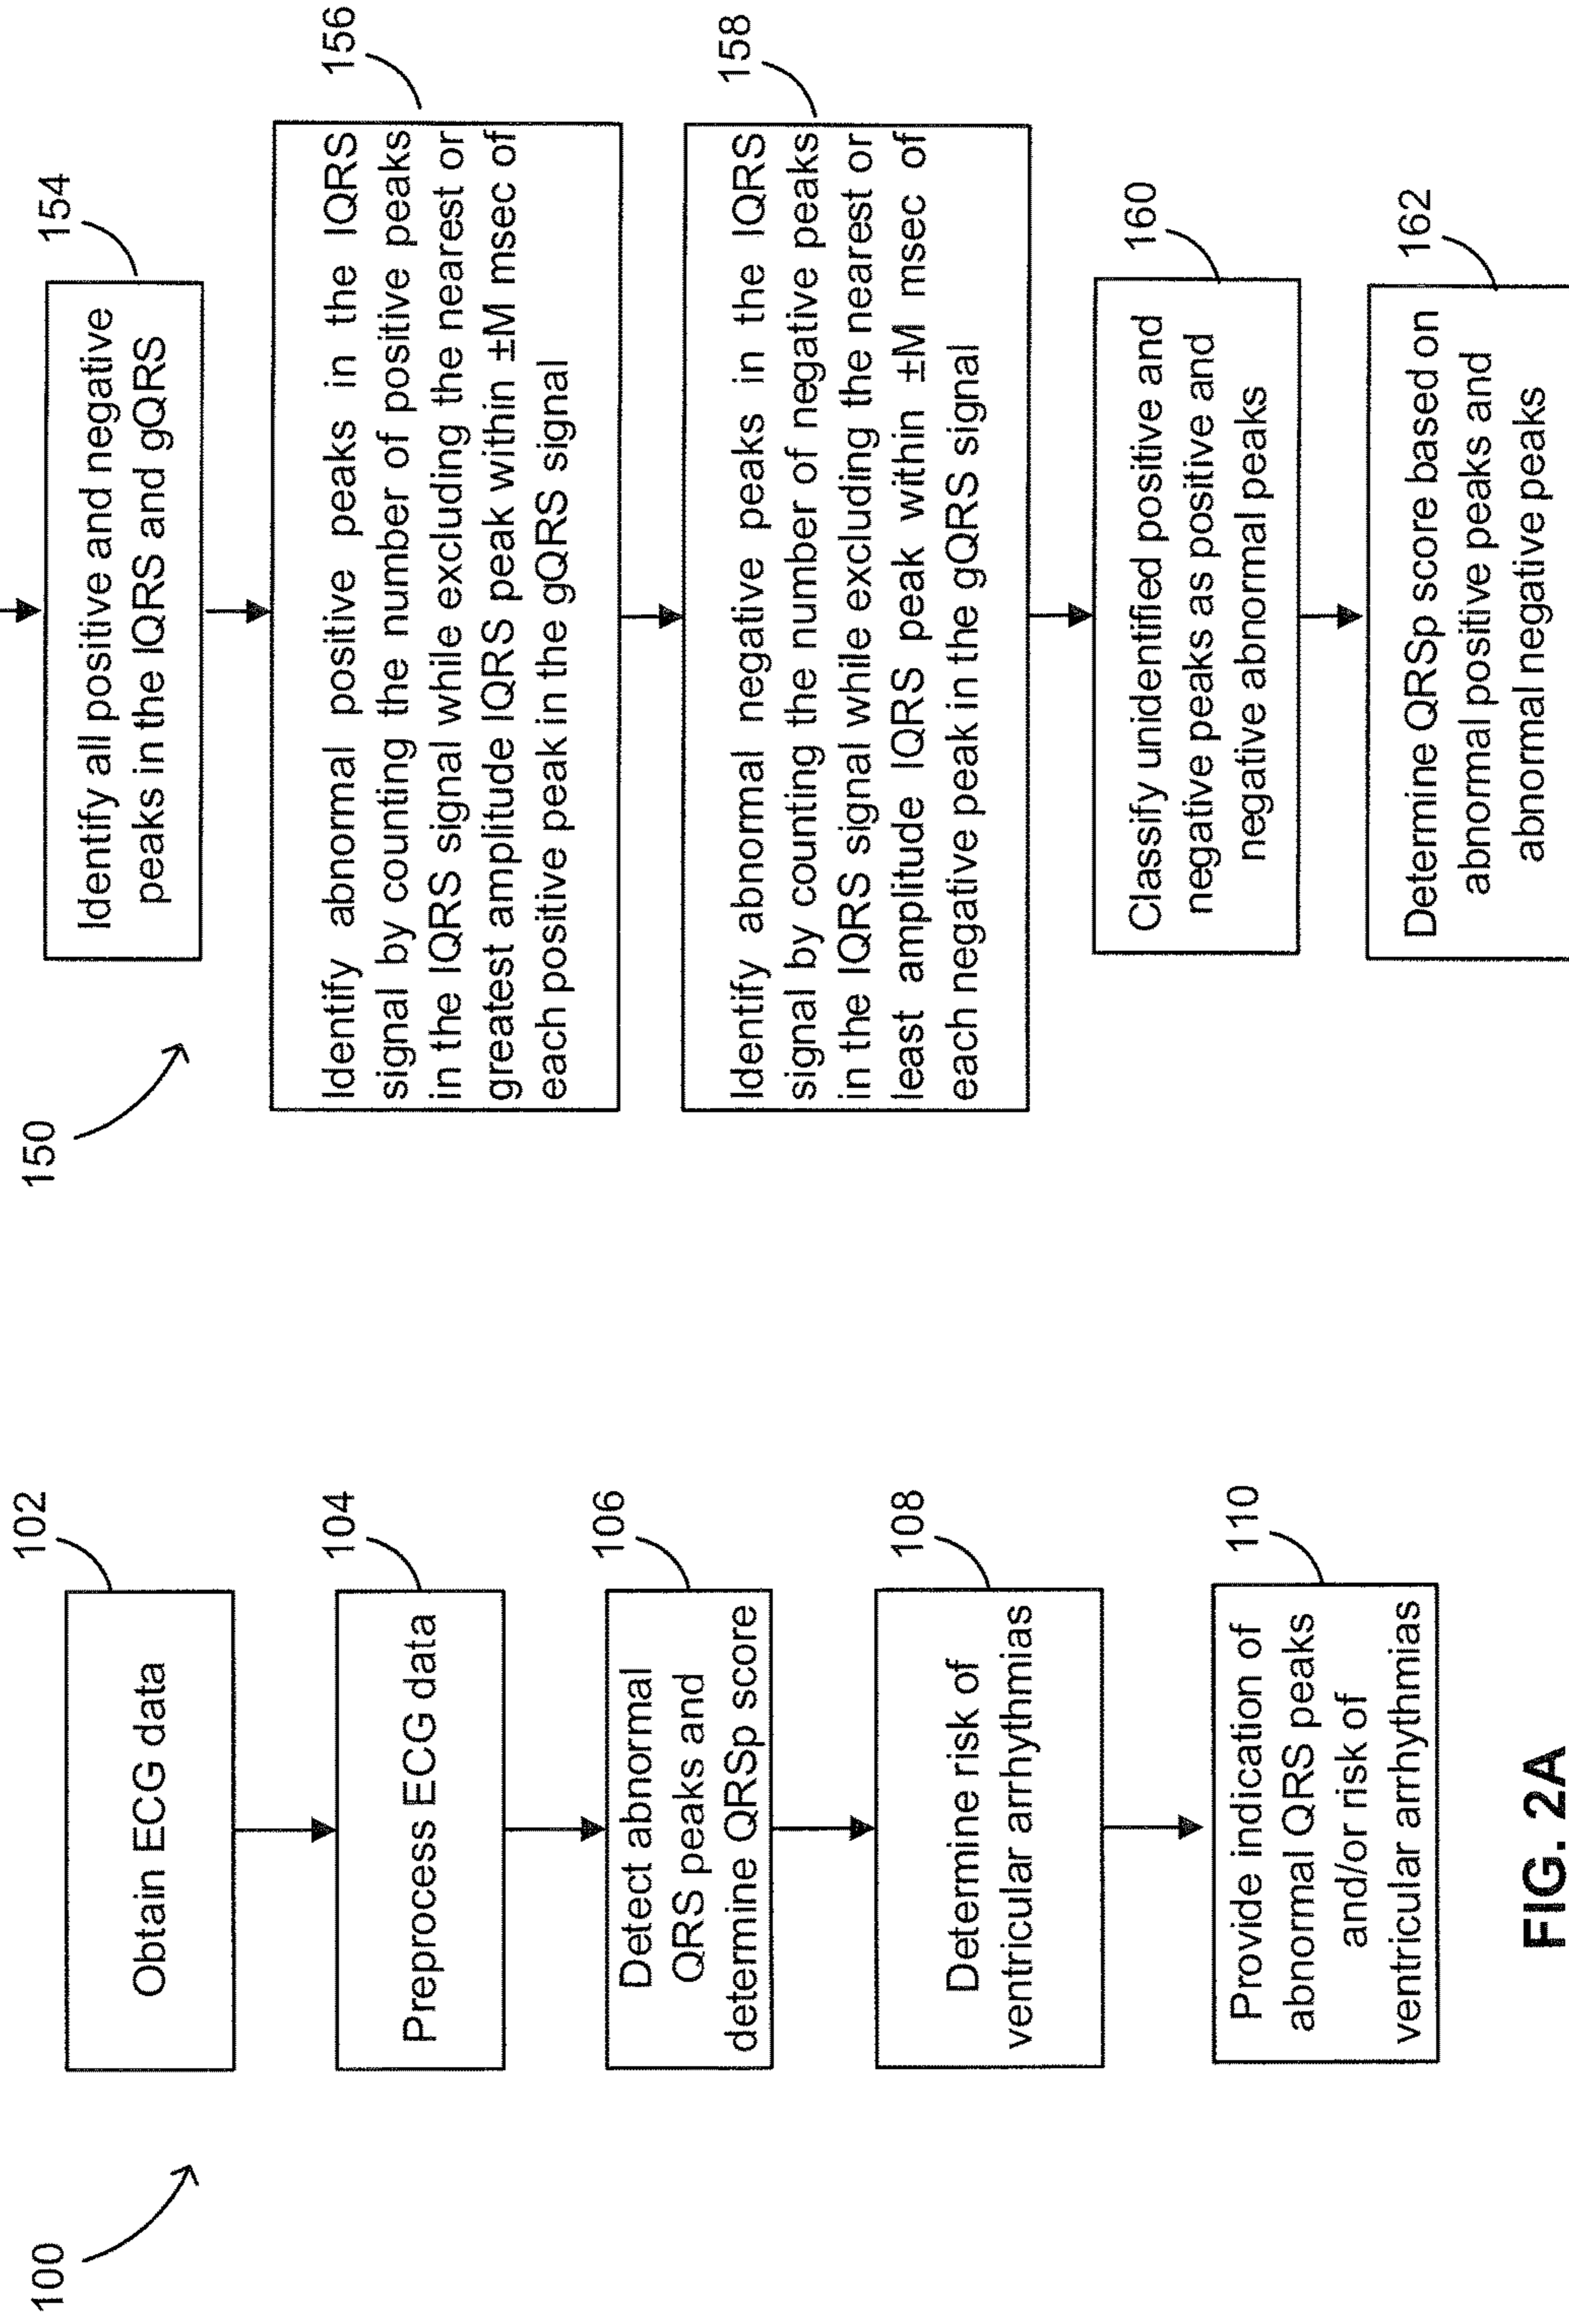 100
102
Obtain ECG data
104
Preprocess ECG data
106
Detect abnormal
QRS peaks and
determine QRSp score
108
Determine risk of
ventricular arrhythmias
110
Provide indication of
abnormal QRS peaks
and/or risk of
ventricular arrhythmias
FIG. 2A
150
154
Identify all positive and negative
peaks in the IQRS and gQRS
156
Identify abnormal positive peaks in the IQRS
signal by counting the number of positive peaks
in the IQRS signal while excluding the nearest or
greatest amplitude IQRS peak within ±M msec of
each positive peak in the gQRS signal
158
Identify abnormal negative peaks in the IQRS
signal by counting the number of negative peaks
in the IQRS signal while excluding the nearest or
least amplitude IQRS peak within ±M msec of
each negative peak in the gQRS signal
160
Classify unidentified positive and
negative peaks as positive and
negative abnormal peaks
162
Determine QRSp score based on
abnormal positive peaks and
abnormal negative peaks